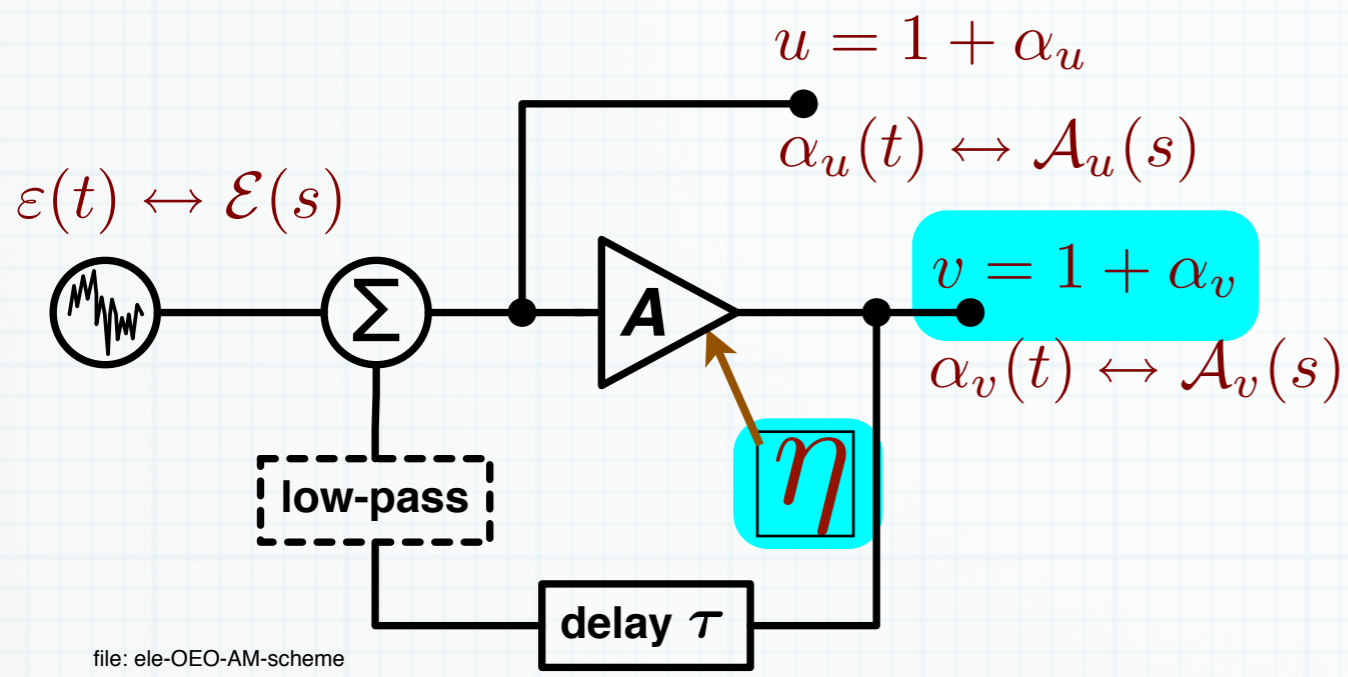 u = 1 + α_u
α_u(t) ↔ 𝒜_u(s)
ε(t) ↔ ℰ(s)
Σ
A
v = 1 + α_v
α_v(t) ↔ 𝒜_v(s)
η
low-pass
delay τ
file: ele-OEO-AM-scheme